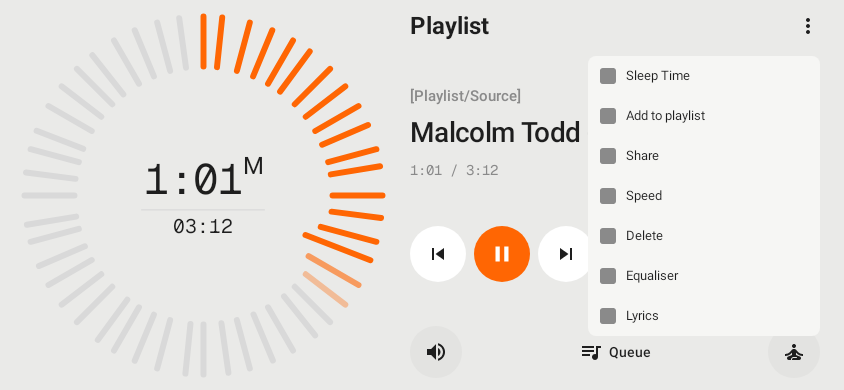 1:01M
03:12
Playlist
[Playlist/Source]
Malcolm Todd
1:01 / 3:12
Sleep Time
Add to playlist
Share
Speed
Delete
Equaliser
Lyrics
Queue